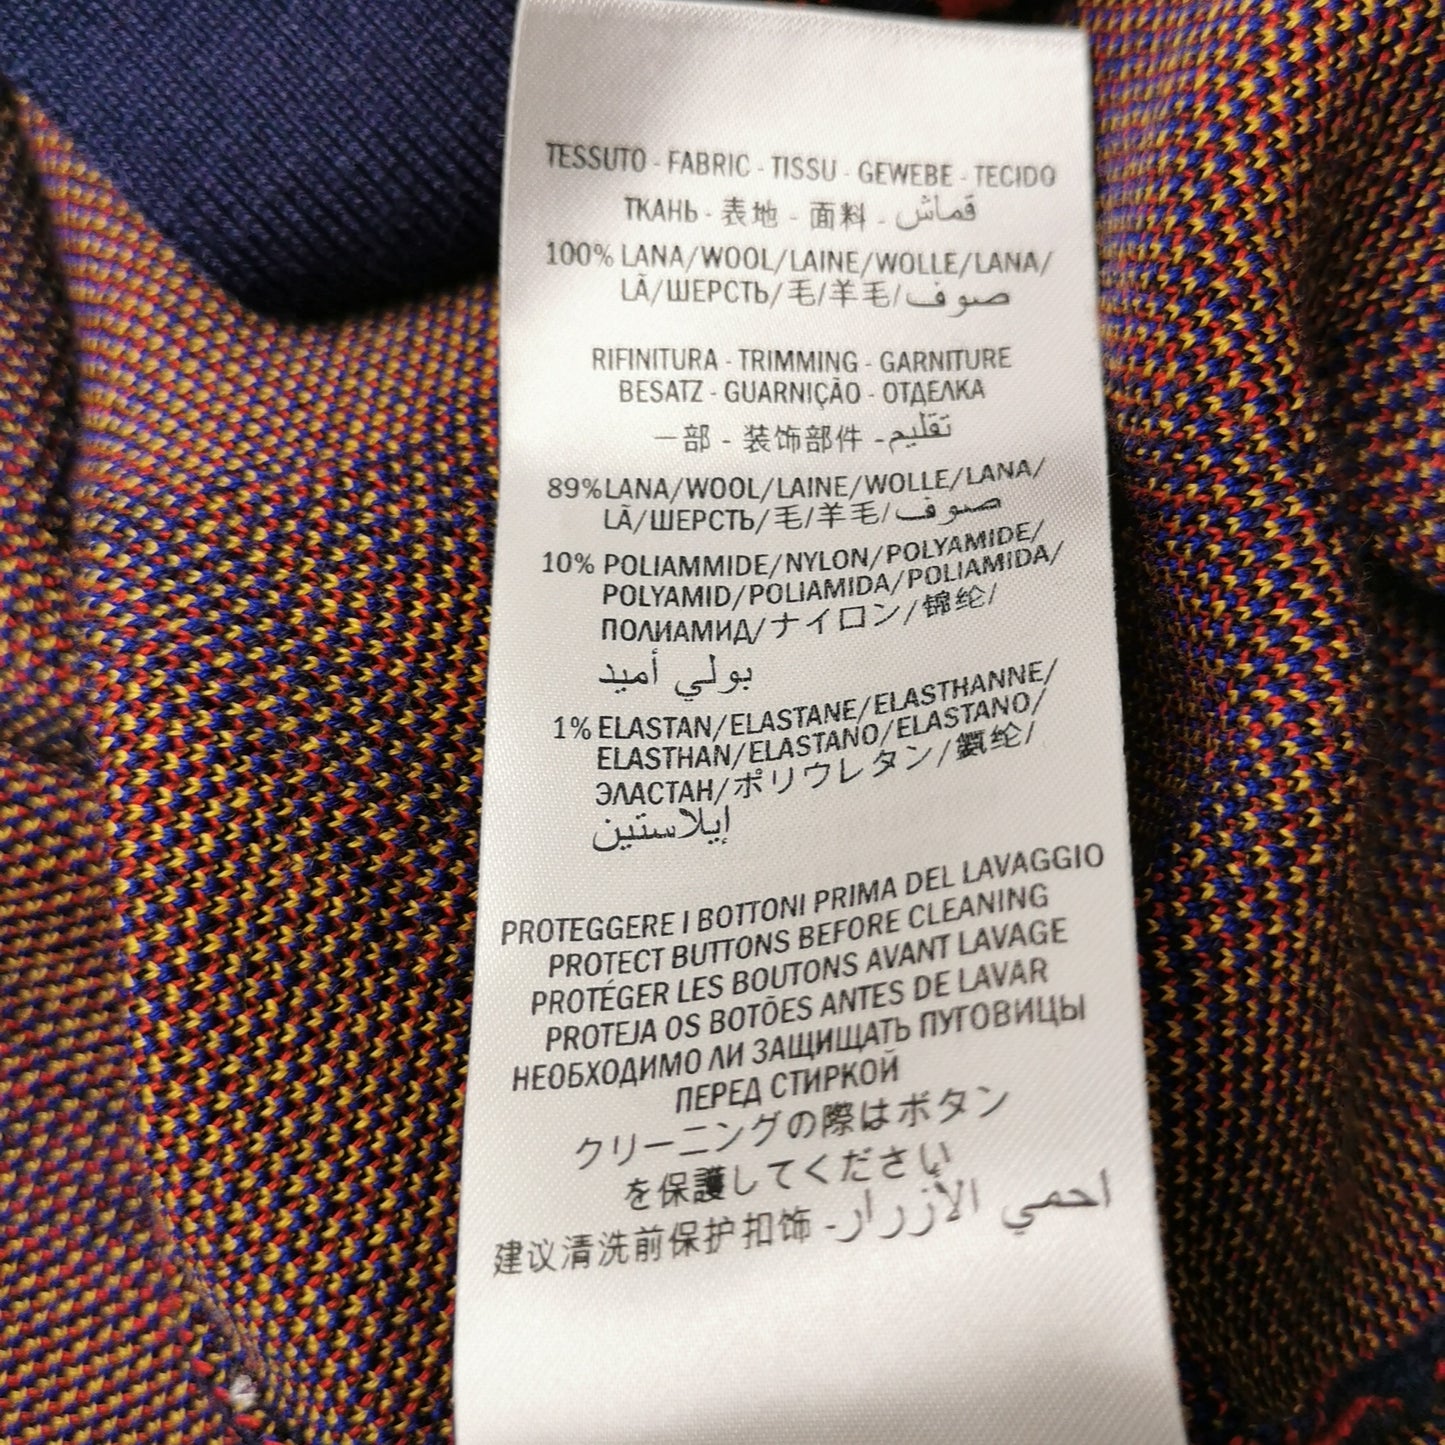 TESSUTO - FABRIC - TISSU - GEWEBE - TECIDO
ТКАНЬ - 表地 - 面料 - قماش
100% LANA/WOOL/LAINE/WOLLE/LANA/
LÃ/ШЕРСТЬ/毛/羊毛/صوف
RIFINITURA - TRIMMING - GARNITURE
BESATZ - GUARNIÇÃO - ОТДЕЛКА
一部 - 装饰部件 - تقليم
89% LANA/WOOL/LAINE/WOLLE/LANA/
LÃ/ШЕРСТЬ/毛/羊毛/صوف
10% POLIAMMIDE/NYLON/POLYAMIDE/
POLYAMID/POLIAMIDA/POLIAMIDA/
ПОЛИАМИД/ナイロン/锦纶/
بولي أميد
1% ELASTAN/ELASTANE/ELASTHANNE/
ELASTHAN/ELASTANO/ELASTANO/
ЭЛАСТАН/ポリウレタン/氨纶/
إيلاستين
PROTEGGERE I BOTTONI PRIMA DEL LAVAGGIO
PROTECT BUTTONS BEFORE CLEANING
PROTÉGER LES BOUTONS AVANT LAVAGE
PROTEJA OS BOTÕES ANTES DE LAVAR
НЕОБХОДИМО ЛИ ЗАЩИЩАТЬ ПУГОВИЦЫ
ПЕРЕД СТИРКОЙ
クリーニングの際はボタン
を保護してください
建议清洗前保护扣饰 - احمي الأزرار